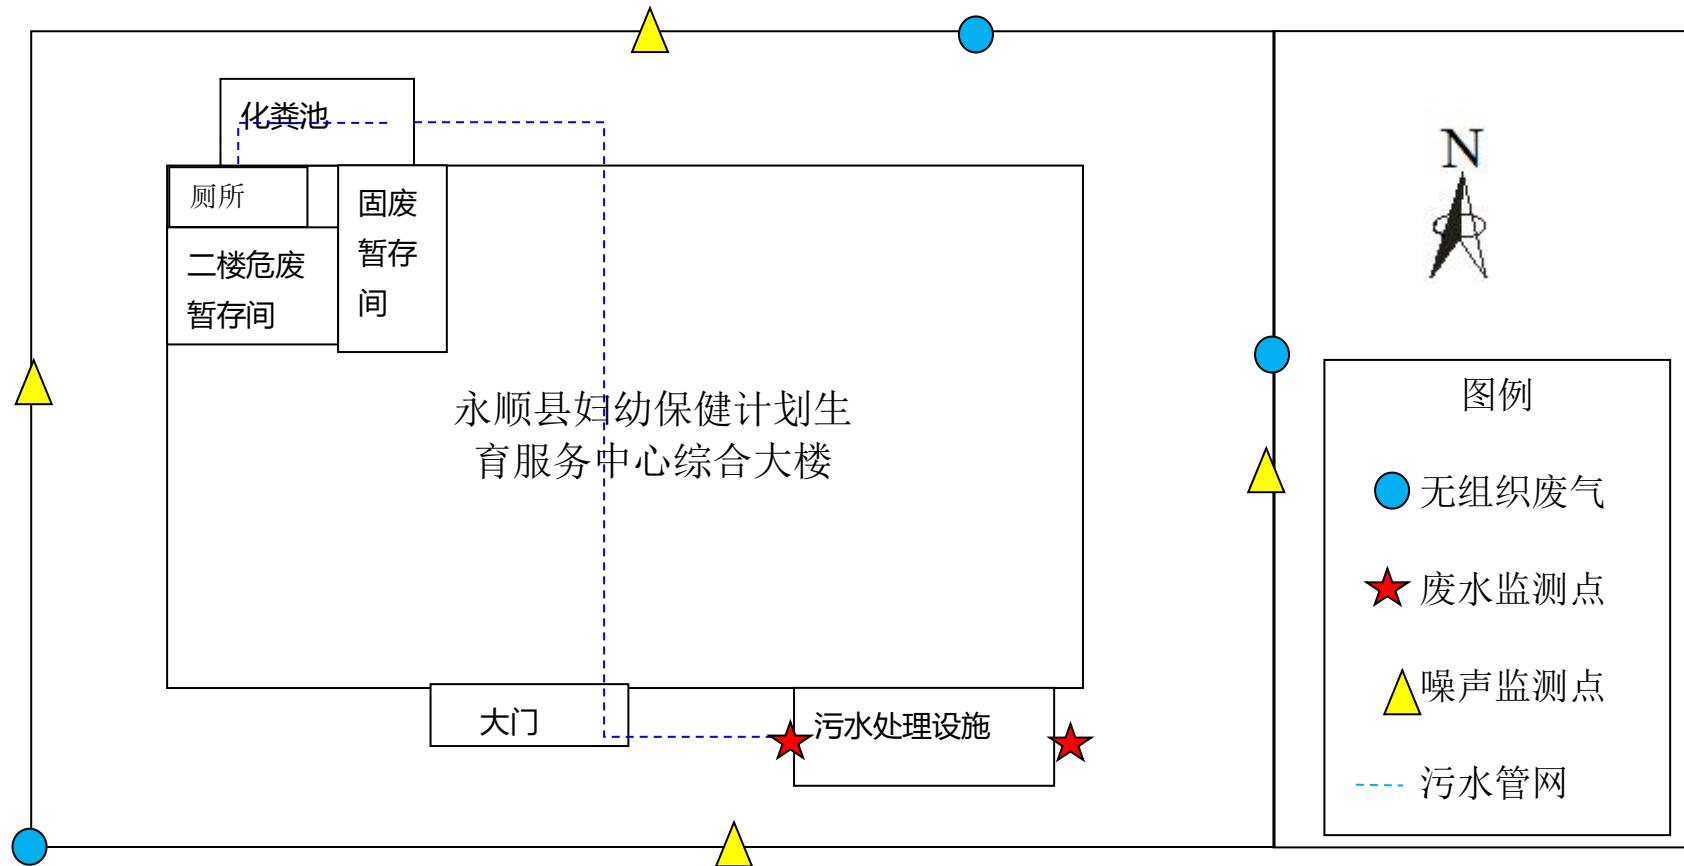 化粪池
N
厕所
固废
暂存
间
二楼危废
暂存间
永顺县妇幼保健计划生
育服务中心综合大楼
图例
无组织废气
废水监测点
噪声监测点
污水管网
大门
污水处理设施